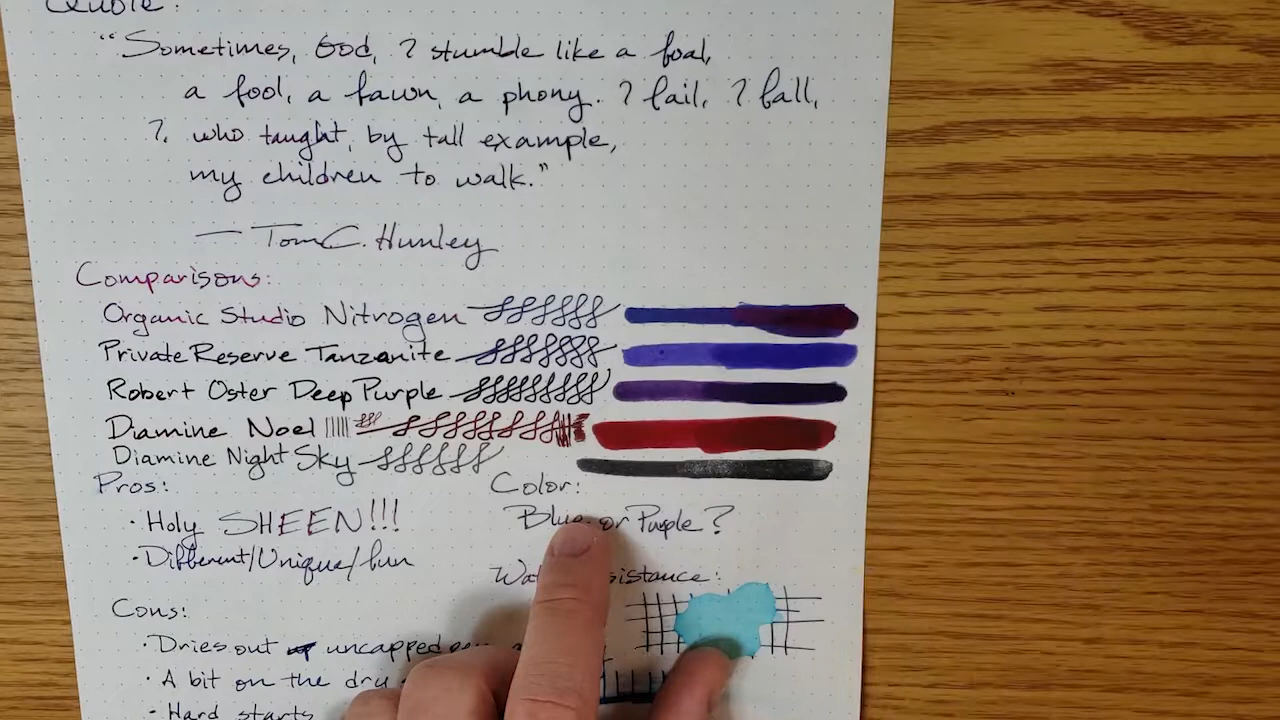 Quote:
“Sometimes, God, I stumble like a foal,
a fool, a fawn, a phony. I fail, I fall,
I, who taught, by tall example,
my children to walk.”
— Tom C. Hunley
Comparisons:
Organic Studio Nitrogen
Private Reserve Tanzanite
Robert Oster Deep Purple
Diamine Noel
Diamine Night Sky
Pros:
· Holy SHEEN!!!
· Different/Unique/fun
Color:
Blue or Purple?
Cons:
· Dries out uncapped
· A bit on the dry
· Hard starts